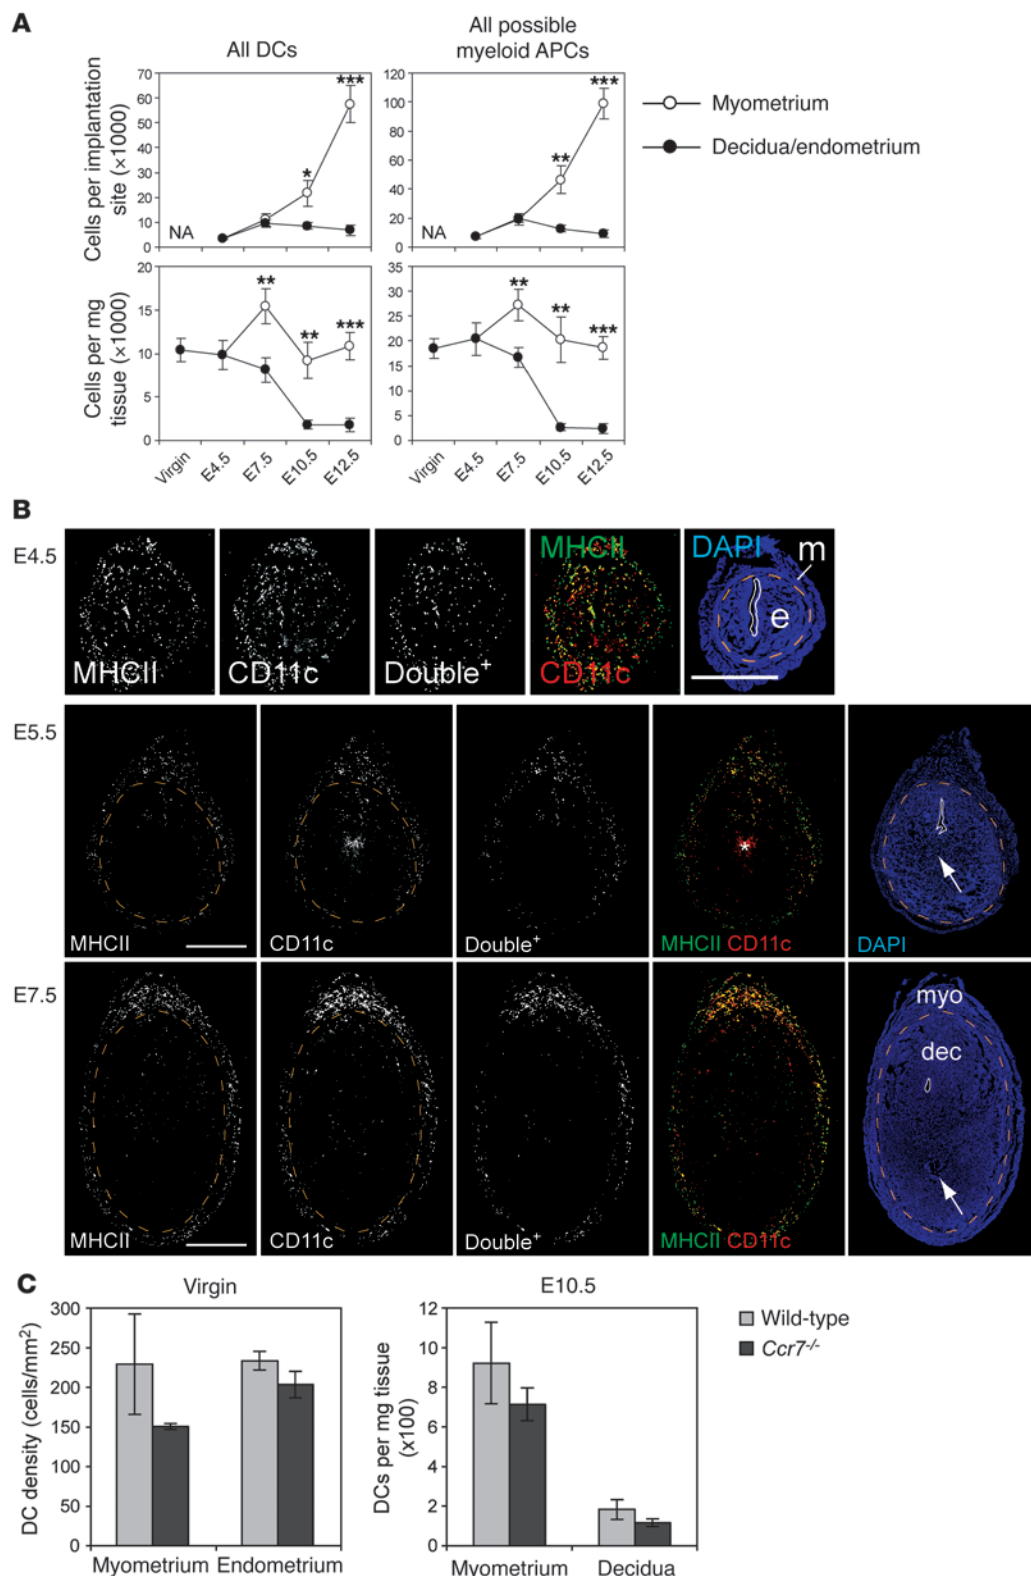 A
All DCs
All possible
myeloid APCs
Cells per implantation
site (×1000)
70
60
50
40
30
20
10
0
NA
*
***
120
100
80
60
40
20
0
NA
**
***
Myometrium
Decidua/endometrium
Cells per mg
tissue (×1000)
20
15
10
5
0
**
**
***
35
30
25
20
15
10
5
0
**
**
***
Virgin
E4.5
E7.5
E10.5
E12.5
Virgin
E4.5
E7.5
E10.5
E12.5
B
E4.5
MHCII
CD11c
Double+
MHCII
CD11c
DAPI
m
e
E5.5
MHCII
CD11c
Double+
*
MHCII CD11c
DAPI
E7.5
MHCII
CD11c
Double+
MHCII CD11c
myo
dec
C
Virgin
DC density (cells/mm²)
300
250
200
150
100
50
0
Myometrium
Endometrium
E10.5
DCs per mg tissue
(x100)
12
10
8
6
4
2
0
Myometrium
Decidua
Wild-type
Ccr7-/-